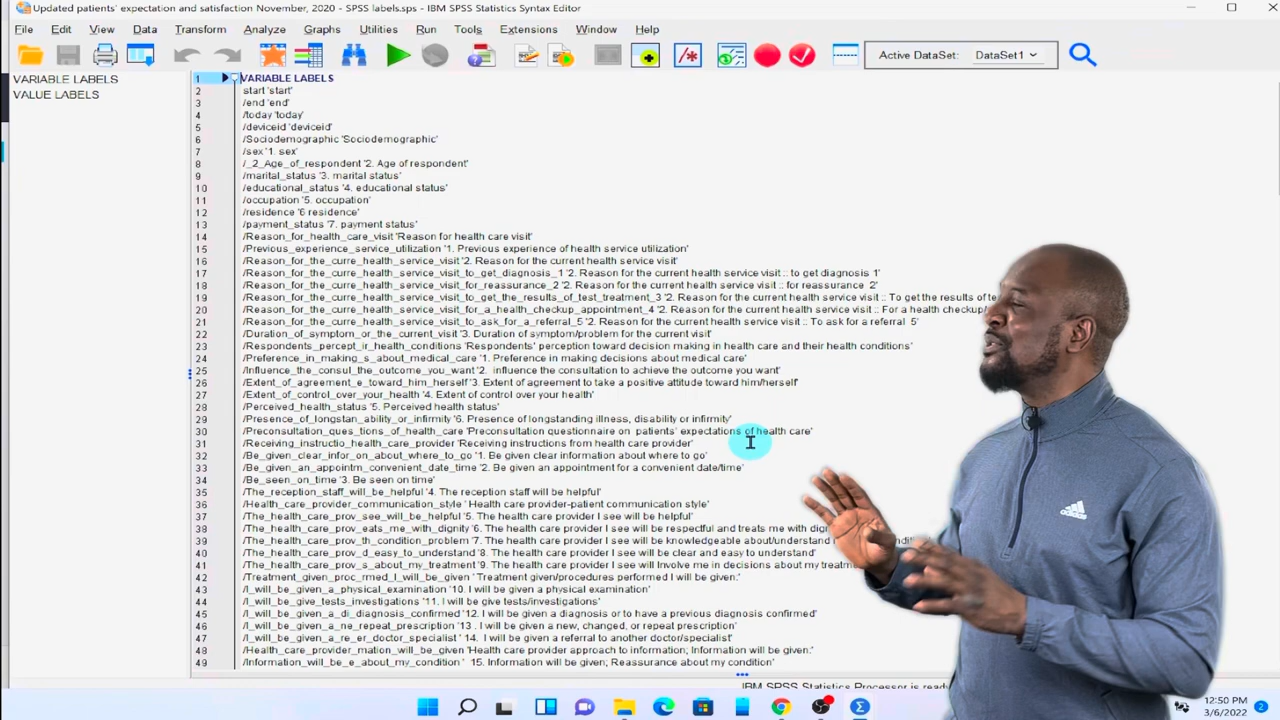 Updated patients' expectation and satisfaction November, 2020 - SPSS labels.sps - IBM SPSS Statistics Syntax Editor
File Edit View Data Transform Analyze Graphs Utilities Run Tools Extensions Window Help
Active DataSet: DataSet1
VARIABLE LABELS
VALUE LABELS
1 VARIABLE LABELS
2 start 'start'
3 /end 'end'
4 /today 'today'
5 /deviceid 'deviceid'
6 /Sociodemographic 'Sociodemographic'
7 /sex '1. sex'
8 /_2_Age_of_respondent '2. Age of respondent'
9 /marital_status '3. marital status'
10 /educational_status '4. educational status'
11 /occupation '5. occupation'
12 /residence '6 residence'
13 /payment_status '7. payment status'
14 /Reason_for_health_care_visit 'Reason for health care visit'
15 /Previous_experience_service_utilization '1. Previous experience of health service utilization'
16 /Reason_for_the_curre_health_service_visit '2. Reason for the current health service visit'
17 /Reason_for_the_curre_health_service_visit_to_get_diagnosis_1 '2. Reason for the current health service visit :: to get diagnosis 1'
18 /Reason_for_the_curre_health_service_visit_for_reassurance_2 '2. Reason for the current health service visit :: for reassurance 2'
19 /Reason_for_the_curre_health_service_visit_to_get_the_results_of_test_treatment_3 '2. Reason for the current health service visit :: To get the results of te
20 /Reason_for_the_curre_health_service_visit_for_a_health_checkup_appointment_4 '2. Reason for the current health service visit :: For a health checkup/
21 /Reason_for_the_curre_health_service_visit_to_ask_for_a_referral_5 '2. Reason for the current health service visit :: To ask for a referral 5'
22 /Duration_of_symptom_or_the_current_visit '3. Duration of symptom/problem for the current visit'
23 /Respondents_percept_ir_health_conditions 'Respondents' perception toward decision making in health care and their health conditions'
24 /Preference_in_making_s_about_medical_care '1. Preference in making decisions about medical care'
25 /Influence_the_consul_the_outcome_you_want '2. influence the consultation to achieve the outcome you want'
26 /Extent_of_agreement_e_toward_him_herself '3. Extent of agreement to take a positive attitude toward him/herself'
27 /Extent_of_control_over_your_health '4. Extent of control over your health'
28 /Perceived_health_status '5. Perceived health status'
29 /Presence_of_longstan_ability_or_infirmity '6. Presence of longstanding illness, disability or infirmity'
30 /Preconsultation_ques_tions_of_health_care 'Preconsultation questionnaire on patients' expectations of health care'
31 /Receiving_instructio_health_care_provider 'Receiving instructions from health care provider'
32 /Be_given_clear_infor_on_about_where_to_go '1. Be given clear information about where to go'
33 /Be_given_an_appointm_convenient_date_time '2. Be given an appointment for a convenient date/time'
34 /Be_seen_on_time '3. Be seen on time'
35 /The_reception_staff_will_be_helpful '4. The reception staff will be helpful'
36 /Health_care_provider_communication_style ' Health care provider-patient communication style'
37 /The_health_care_prov_see_will_be_helpful '5. The health care provider I see will be helpful'
38 /The_health_care_prov_eats_me_with_dignity '6. The health care provider I see will be respectful and treats me with dig
39 /The_health_care_prov_th_condition_problem '7. The health care provider I see will be knowledgeable about/understand
40 /The_health_care_prov_d_easy_to_understand '8. The health care provider I see will be clear and easy to understand'
41 /The_health_care_prov_s_about_my_treatment '9. The health care provider I see will Involve me in decisions about my treatm
42 /Treatment_given_proc_rmed_I_will_be_given ' Treatment given/procedures performed I will be given:'
43 /I_will_be_given_a_physical_examination '10. I will be given a physical examination'
44 /I_will_be_give_tests_investigations '11. I will be give tests/investigations'
45 /I_will_be_given_a_di_diagnosis_confirmed '12. I will be given a diagnosis or to have a previous diagnosis confirmed'
46 /I_will_be_given_a_ne_repeat_prescription '13 . I will be given a new, changed, or repeat prescription'
47 /I_will_be_given_a_re_er_doctor_specialist ' 14. I will be given a referral to another doctor/specialist'
48 /Health_care_provider_mation_will_be_given 'Health care provider approach to information; Information will be given:'
49 /Information_will_be_e_about_my_condition ' 15. Information will be given; Reassurance about my condition'
IBM SPSS Statistics Processor is ready
12:50 PM
3/6/2022
2